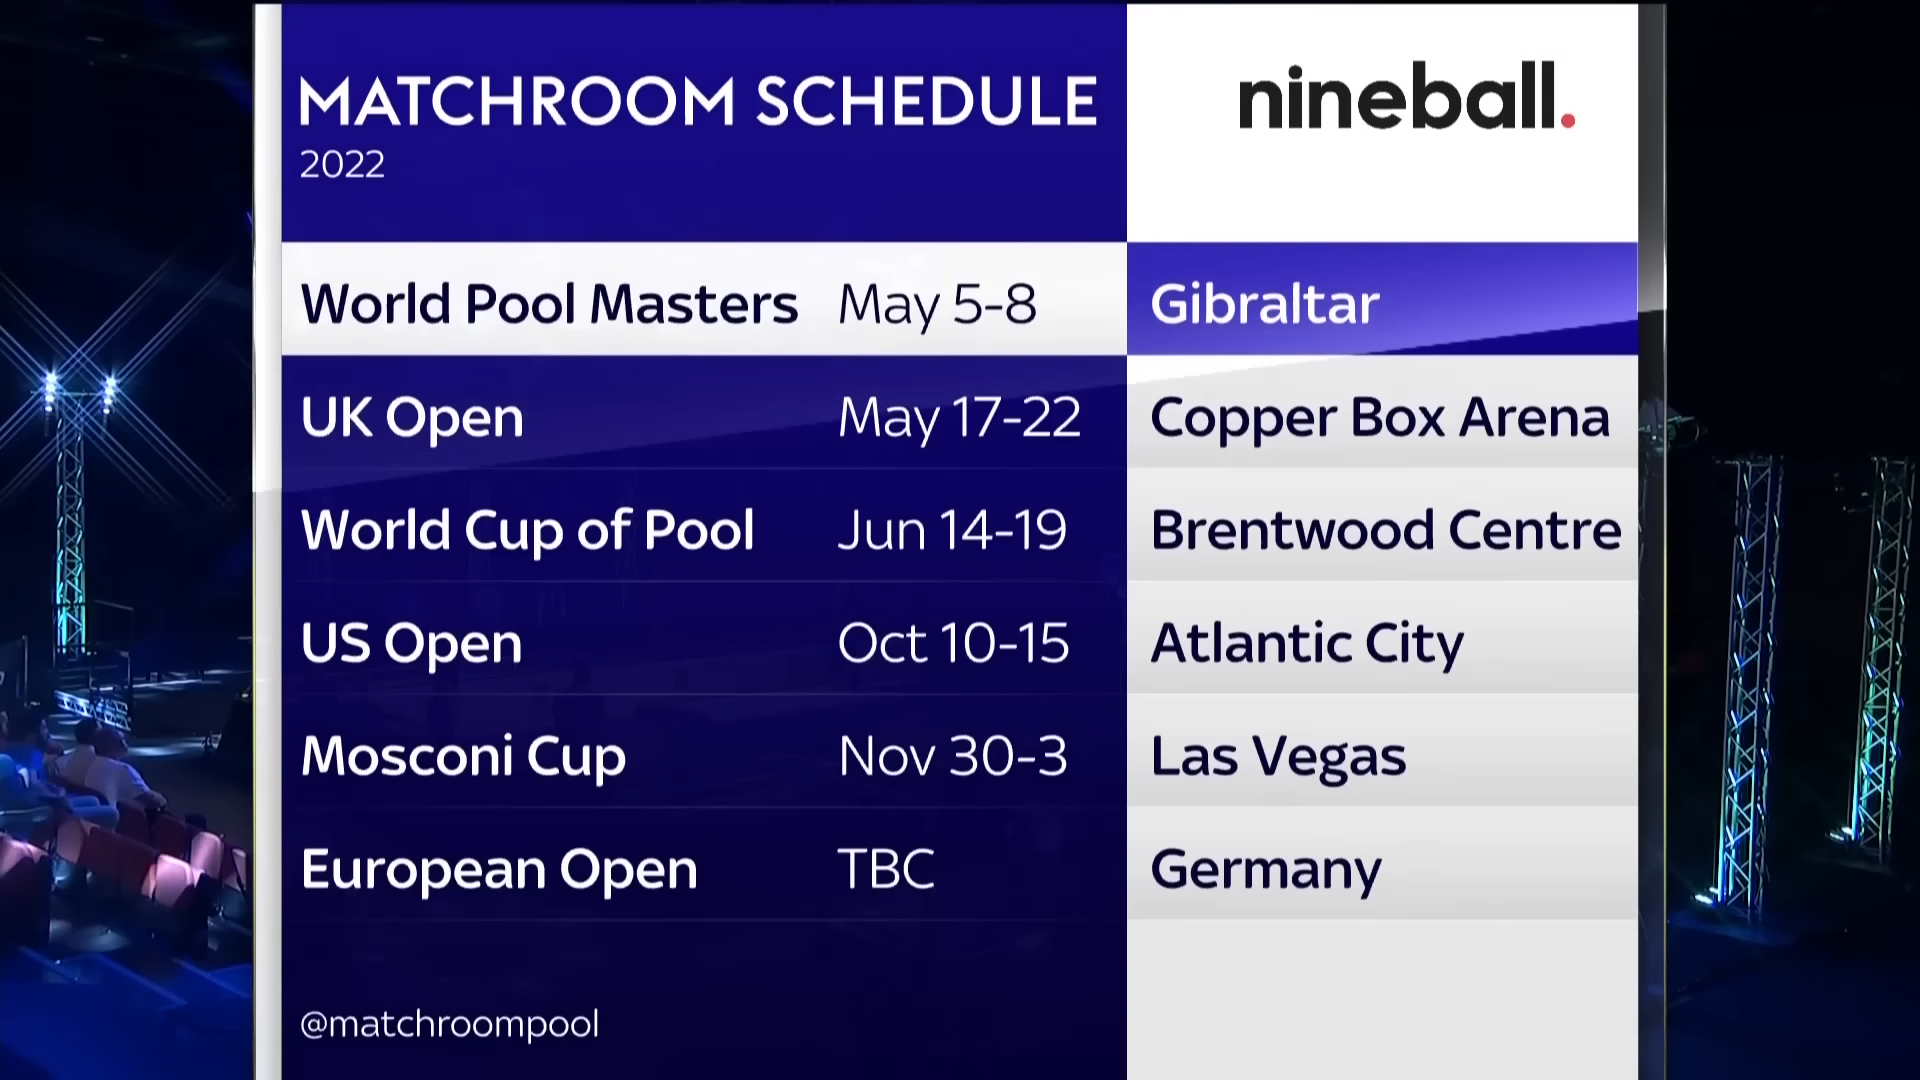 MATCHROOM SCHEDULE
2022
nineball.
World Pool Masters May 5-8 Gibraltar
UK Open May 17-22 Copper Box Arena
World Cup of Pool Jun 14-19 Brentwood Centre
US Open Oct 10-15 Atlantic City
Mosconi Cup Nov 30-3 Las Vegas
European Open TBC Germany
@matchroompool